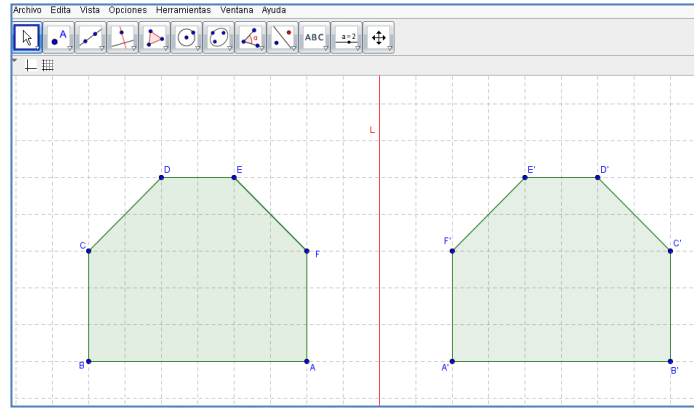 Archivo Edita Vista Opciones Herramientas Ventana Ayuda
A ABC a=2
L
D E E' D'
C F F' C'
B A A' B'